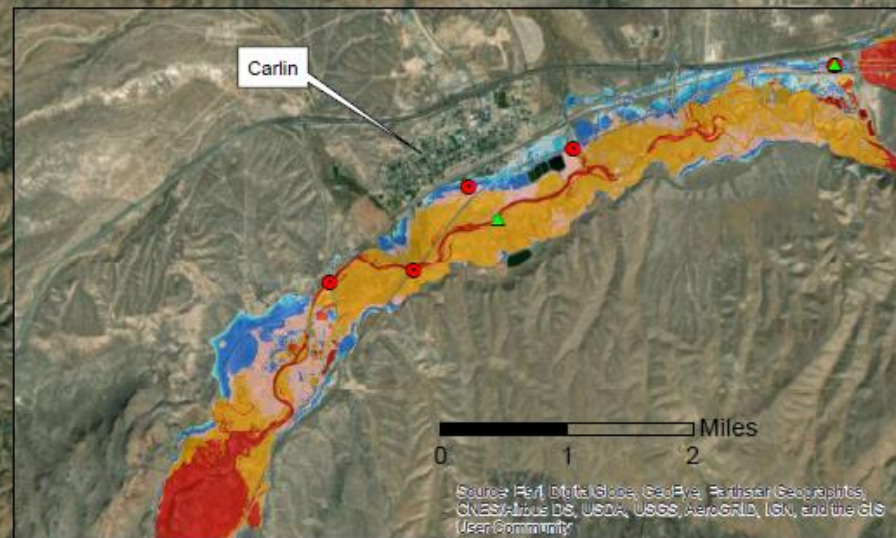 Carlin
Miles
0 1 2
Source: Esri, DigitalGlobe, GeoEye, Earthstar Geographics,
CNES/Airbus DS, USDA, USGS, AeroGRID, IGN, and the GIS
User Community